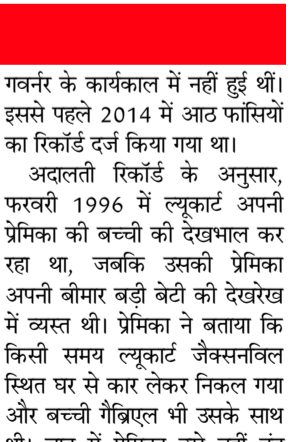 गवर्नर के कार्यकाल में नहीं हुई थीं।
इससे पहले 2014 में आठ फांसियों
का रिकॉर्ड दर्ज किया गया था।
अदालती रिकॉर्ड के अनुसार,
फरवरी 1996 में ल्यूकार्ट अपनी
प्रेमिका की बच्ची की देखभाल कर
रहा था, जबकि उसकी प्रेमिका
अपनी बीमार बड़ी बेटी की देखरेख
में व्यस्त थी। प्रेमिका ने बताया कि
किसी समय ल्यूकार्ट जैक्सनविल
स्थित घर से कार लेकर निकल गया
और बच्ची गैब्रिएल भी उसके साथ